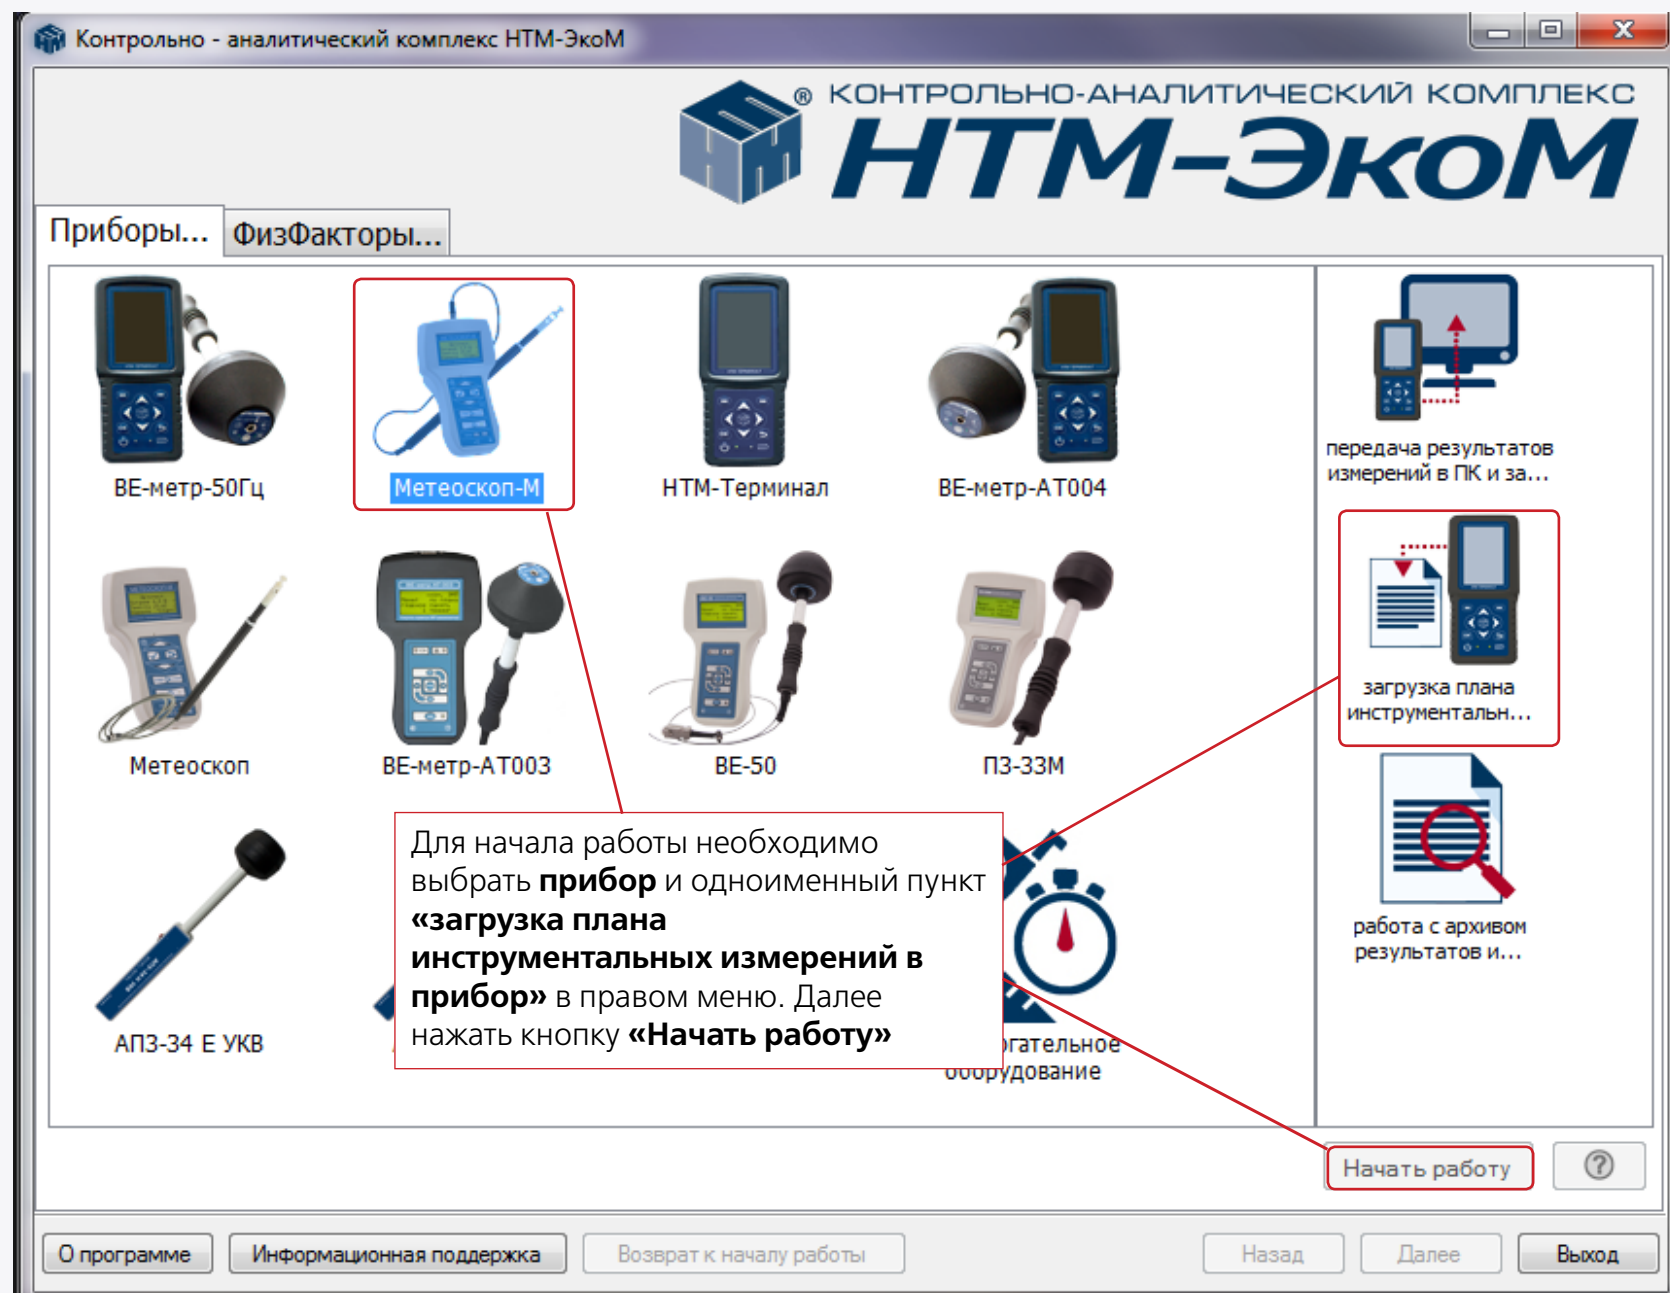 Контрольно - аналитический комплекс НТМ-ЭкоМ
® КОНТРОЛЬНО-АНАЛИТИЧЕСКИЙ КОМПЛЕКС
НТМ-ЭкоМ
Приборы... ФизФакторы...
ВЕ-метр-50Гц
Метеоскоп-М
НТМ-Терминал
ВЕ-метр-АТ004
передача результатов
измерений в ПК и за...
Метеоскоп
ВЕ-метр-АТ003
ВЕ-50
П3-33М
загрузка плана
инструментальн...
Для начала работы необходимо
выбрать прибор и одноименный пункт
«загрузка плана
инструментальных измерений в
прибор» в правом меню. Далее
нажать кнопку «Начать работу»
АП3-34 Е УКВ
оборудование
работа с архивом
результатов и...
Начать работу
?
О программе
Информационная поддержка
Возврат к началу работы
Назад
Далее
Выход